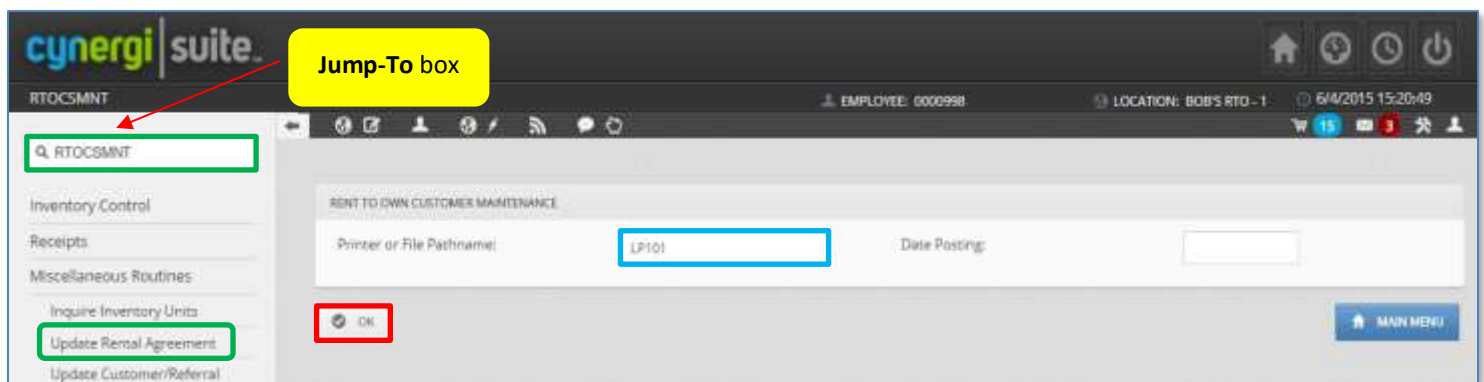 cynergi|suite™
Jump-To box
RTOCSMNT
EMPLOYEE: 0000998
LOCATION: BOB'S RTO - 1
6/4/2015 15:20:49
15
3
RTOCSMNT
Inventory Control
Receipts
Miscellaneous Routines
Inquire Inventory Units
Update Rental Agreement
Update Customer/Referral
RENT TO OWN CUSTOMER MAINTENANCE
Printer or File Pathname:
LP101
Date Posting:
OK
MAIN MENU